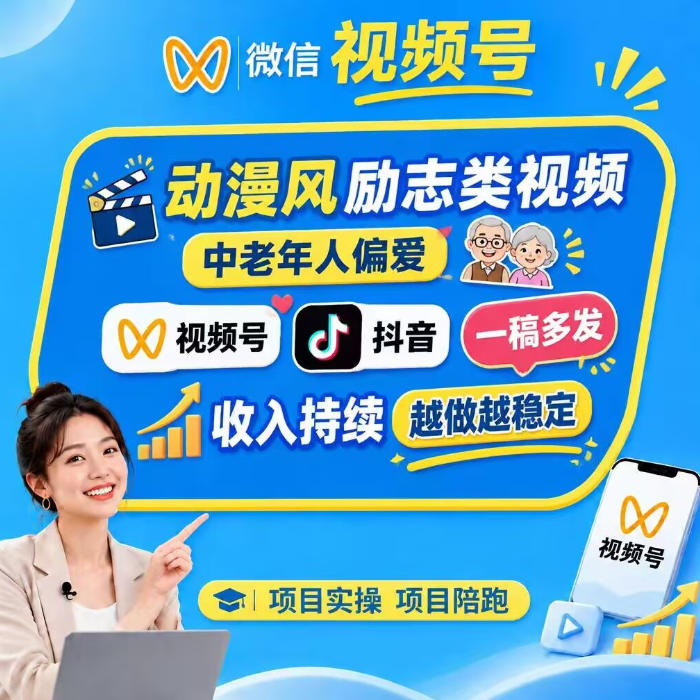 微信 视频号
动漫风励志类视频
中老年人偏爱
视频号 抖音 一稿多发
收入持续 越做越稳定
视频号
项目实操 项目陪跑